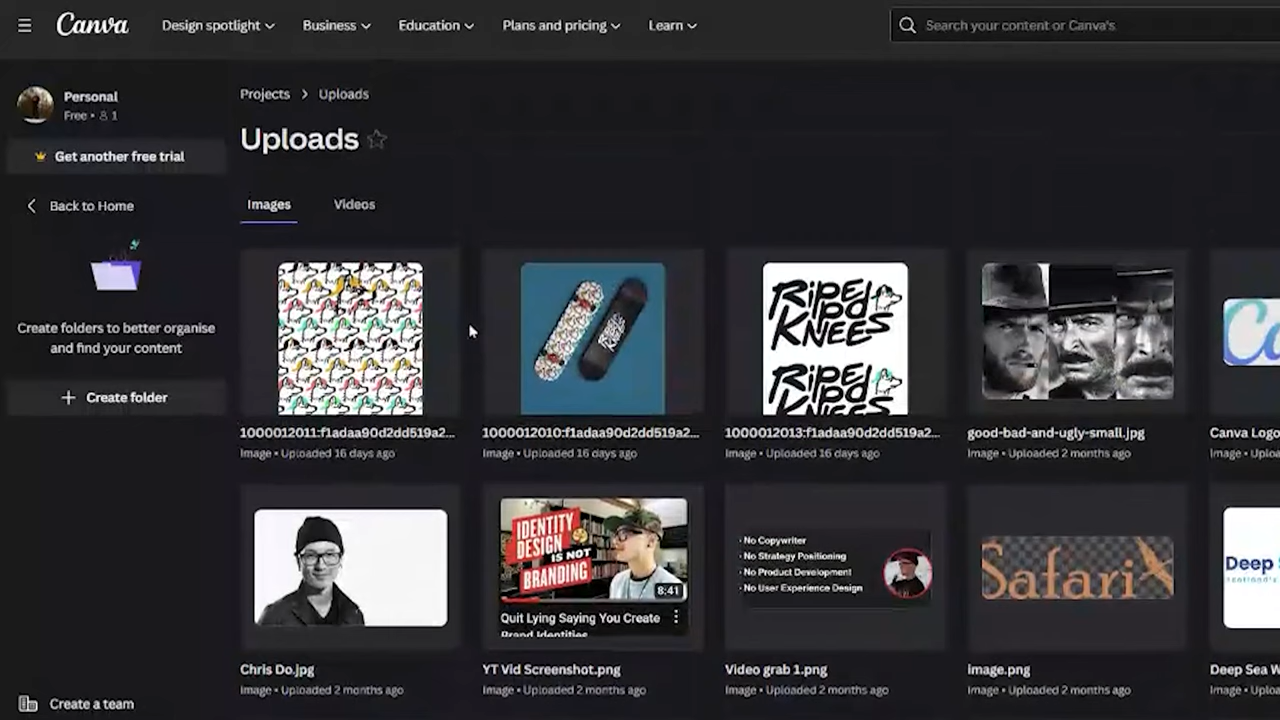 Canva
Design spotlight
Business
Education
Plans and pricing
Learn
Search your content or Canva's
Personal
Free • 1
Get another free trial
Back to Home
Create folders to better organise
and find your content
+ Create folder
Create a team
Projects > Uploads
Uploads
Images
Videos
RIPPED
KNEES
1000012011:f1adaa90d2dd519a2...
Image • Uploaded 16 days ago
1000012010:f1adaa90d2dd519a2...
Image • Uploaded 16 days ago
1000012013:f1adaa90d2dd519a2...
Image • Uploaded 16 days ago
good-bad-and-ugly-small.jpg
Image • Uploaded 2 months ago
Canva Logo
Image • Uploa
IDENTITY
DESIGN
IS NOT
BRANDING
8:41
Quit Lying Saying You Create
Brand Identities
• No Copywriter
• No Strategy Positioning
• No Product Development
• No User Experience Design
Safari
Deep S
Chris Do.jpg
Image • Uploaded 2 months ago
YT Vid Screenshot.png
Image • Uploaded 2 months ago
Video grab 1.png
Image • Uploaded 2 months ago
image.png
Image • Uploaded 2 months ago
Deep Sea W
Image • Uploa